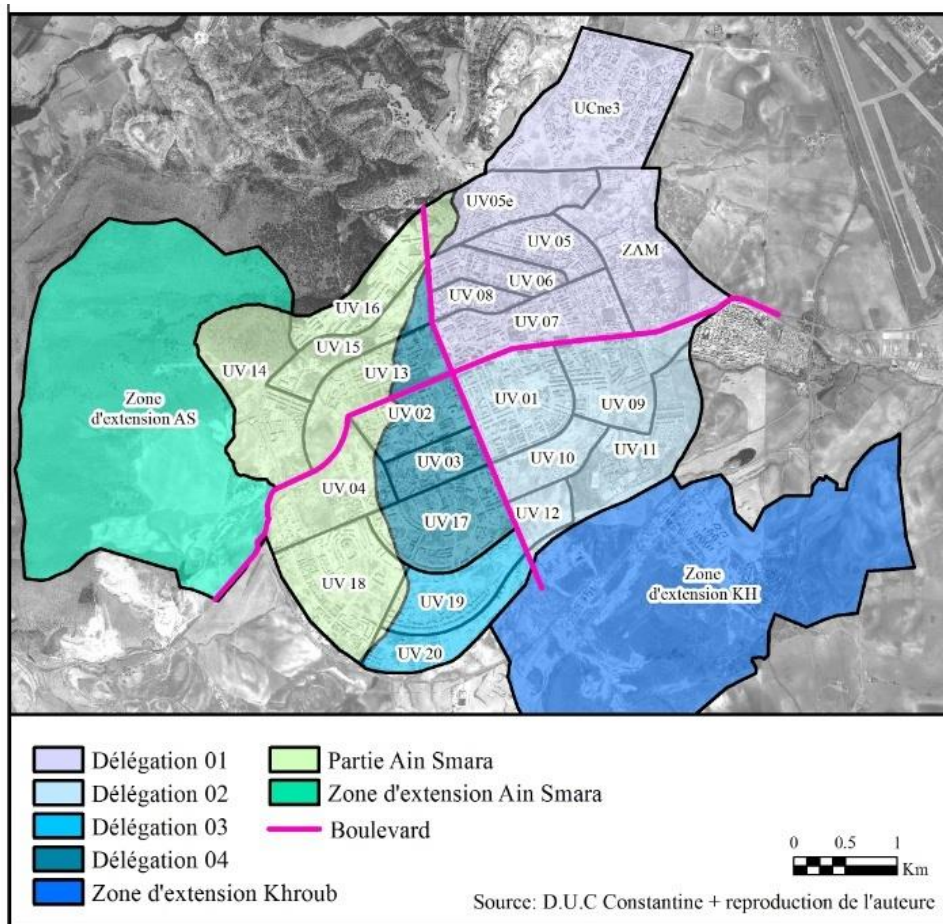 UCne3
UV05e
UV 05
ZAM
UV 06
UV 08
UV 16
UV 07
UV 15
UV 14
UV 13
Zone
d'extension AS
UV 02
UV 01
UV 09
UV 03
UV 10
UV 11
UV 04
UV 12
UV 17
UV 18
Zone
d'extension KH
UV 19
UV 20
Délégation 01
Délégation 02
Délégation 03
Délégation 04
Zone d'extension Khroub
Partie Ain Smara
Zone d'extension Ain Smara
Boulevard
0 0.5 1
Km
Source: D.U.C Constantine + reproduction de l'auteure